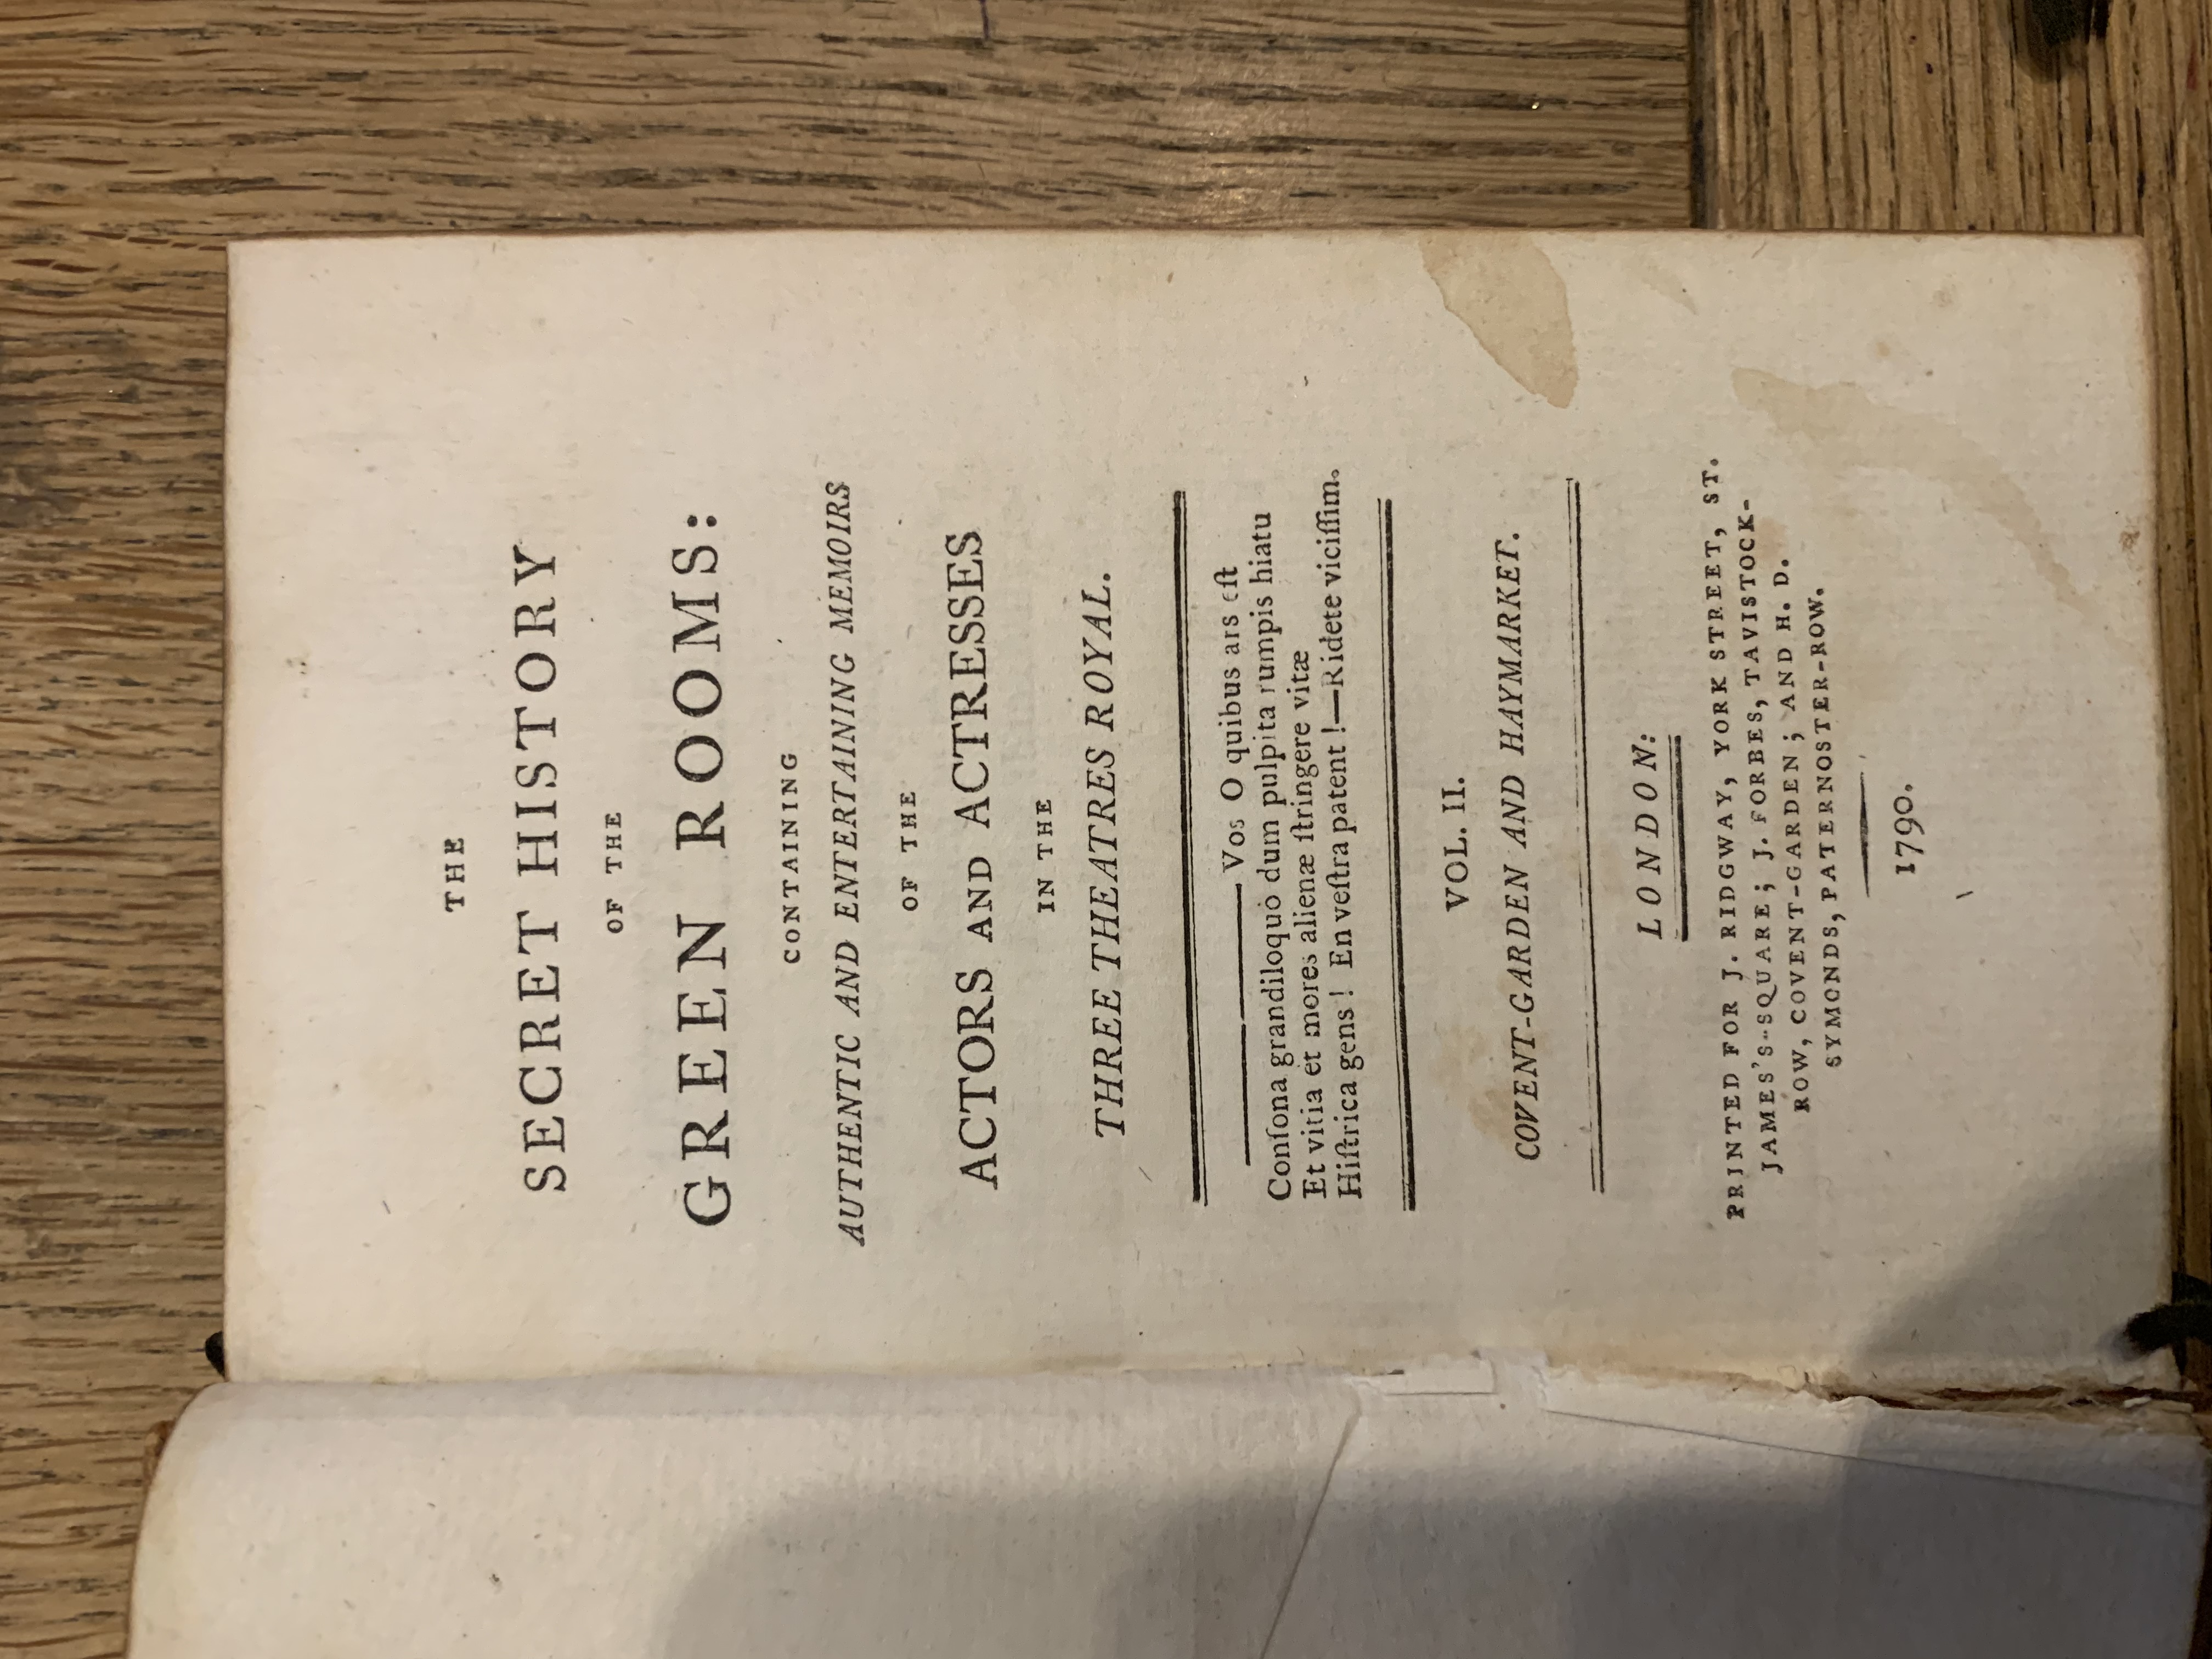 THE
SECRET HISTORY
OF THE
GREEN ROOMS:
CONTAINING
AUTHENTIC AND ENTERTAINING MEMOIRS
OF THE
ACTORS AND ACTRESSES
IN THE
THREE THEATRES ROYAL.
—— —— Vos O quibus ars eſt
Conſona grandiloquò dum pulpita rumpis hiatu
Et vitia et mores alienæ ſtringere vitæ
Hiſtrica gens! En veſtra patent!—Ridete viciſſim.
VOL. II.
COVENT-GARDEN AND HAYMARKET.
LONDON:
PRINTED FOR J. RIDGWAY, YORK STREET, ST.
JAMES'S-SQUARE; J. FORBES, TAVISTOCK-
ROW, COVENT-GARDEN; AND H. D.
SYMONDS, PATERNOSTER-ROW.
1790.